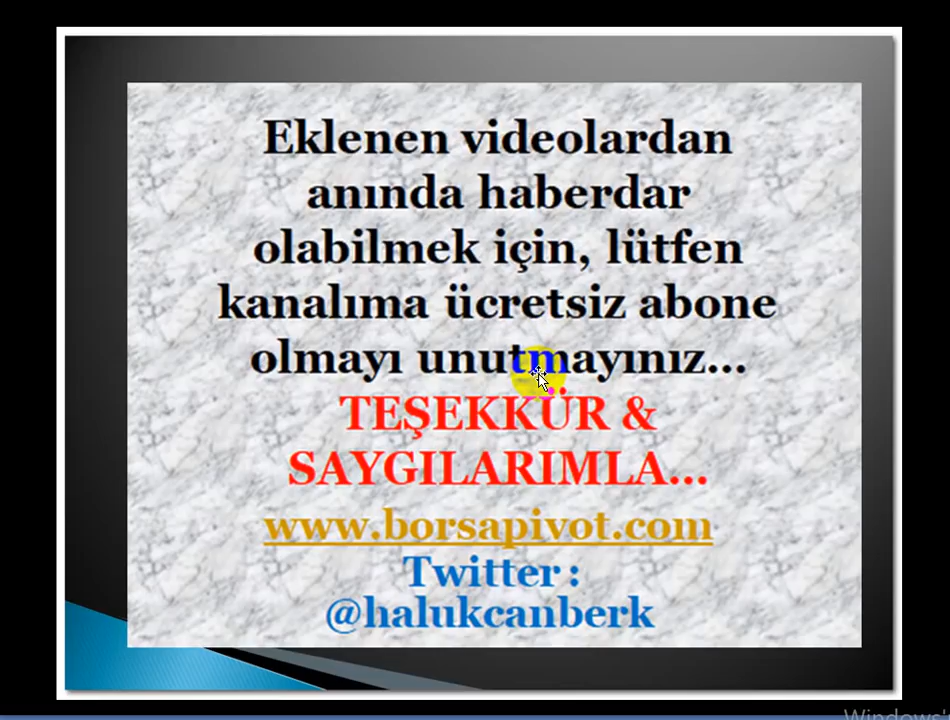 Eklenen videolardan
anında haberdar
olabilmek için, lütfen
kanalıma ücretsiz abone
olmayı unutmayınız...
TEŞEKKÜR &
SAYGILARIMLA...
www.borsapivot.com
Twitter :
@halukcanberk